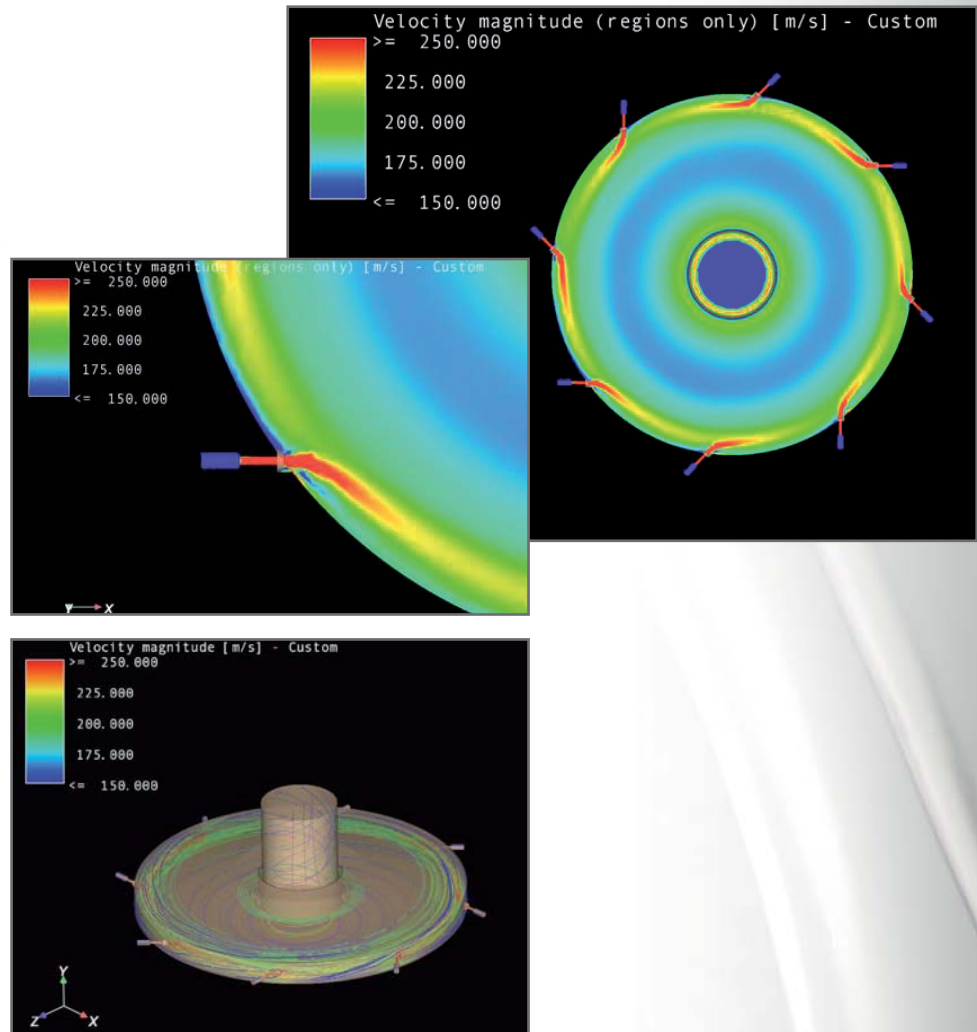 Velocity magnitude (regions only) [m/s] - Custom
>= 250.000
225.000
200.000
175.000
<= 150.000
Velocity magnitude (regions only) [m/s] - Custom
>= 250.000
225.000
200.000
175.000
<= 150.000
Y X
Velocity magnitude [m/s] - Custom
>= 250.000
225.000
200.000
175.000
<= 150.000
Y
Z X